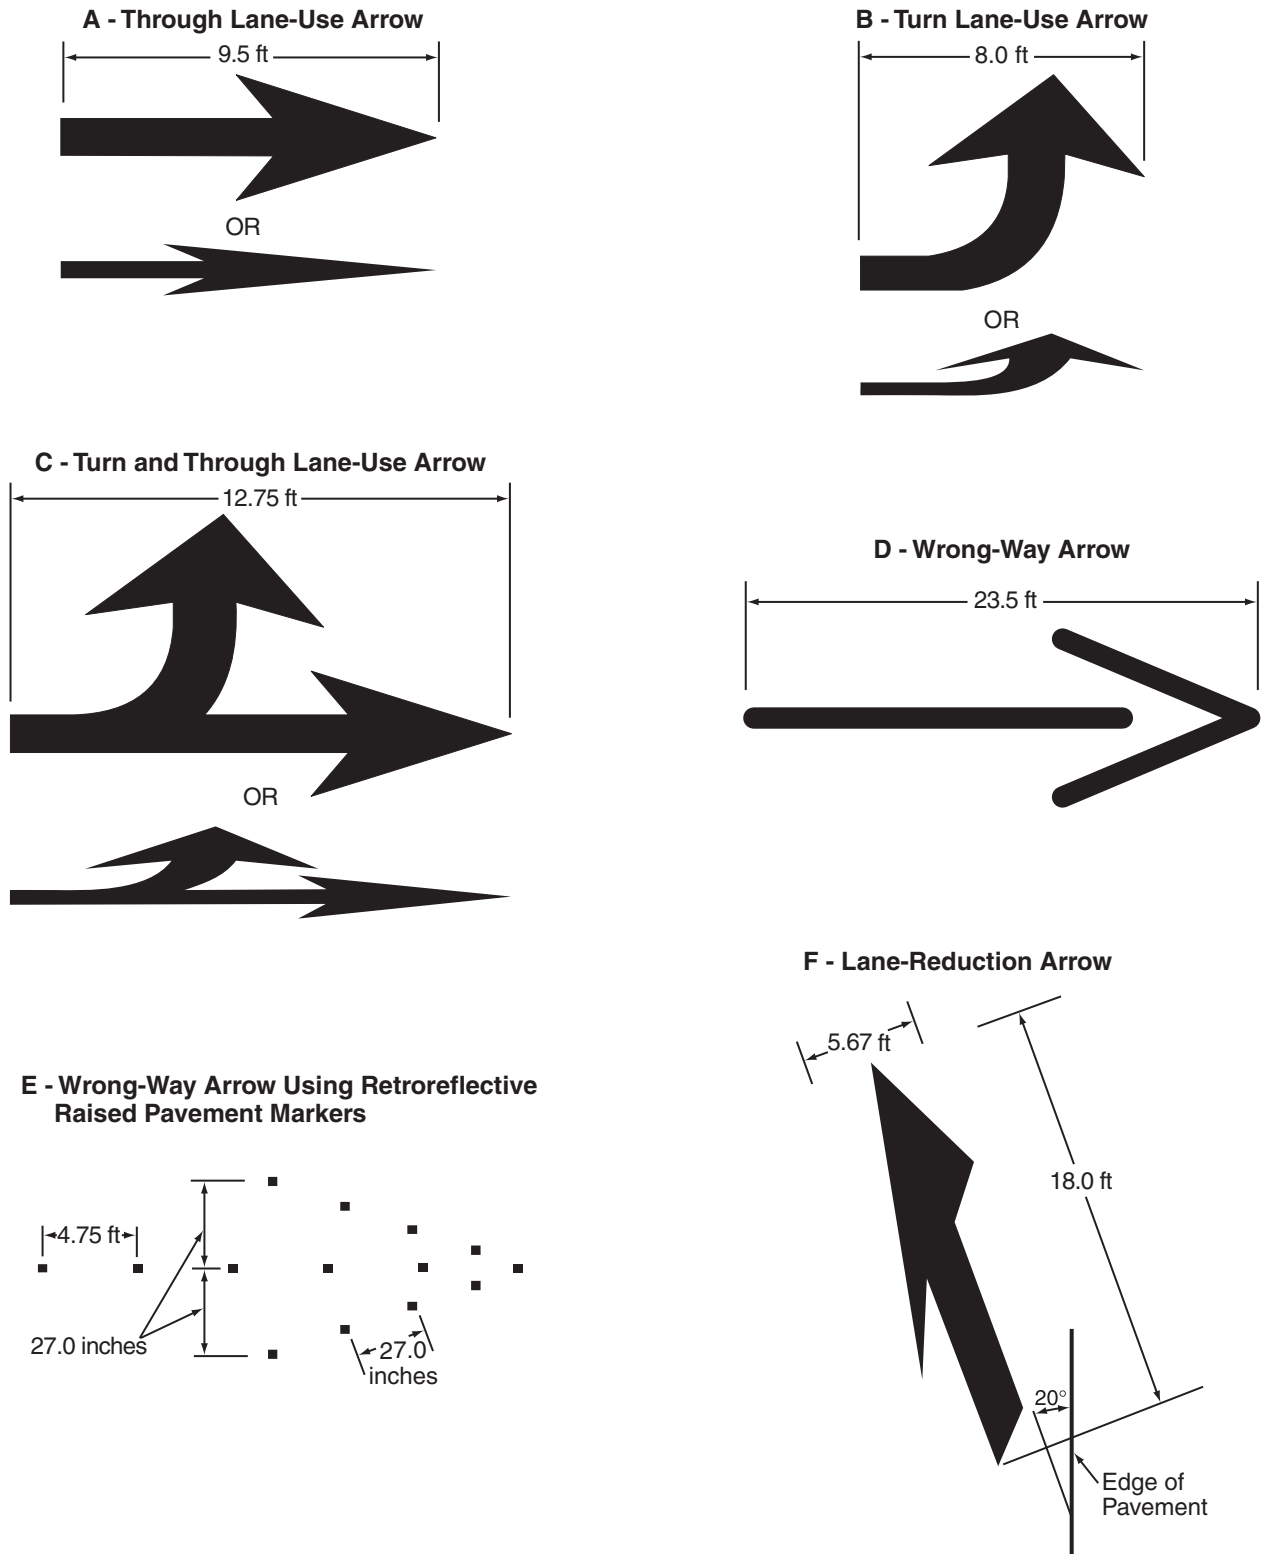 A - Through Lane-Use Arrow
9.5 ft
OR
B - Turn Lane-Use Arrow
8.0 ft
OR
C - Turn and Through Lane-Use Arrow
12.75 ft
OR
D - Wrong-Way Arrow
23.5 ft
E - Wrong-Way Arrow Using Retroreflective
Raised Pavement Markers
4.75 ft
27.0 inches
27.0
inches
F - Lane-Reduction Arrow
5.67 ft
18.0 ft
20°
Edge of
Pavement